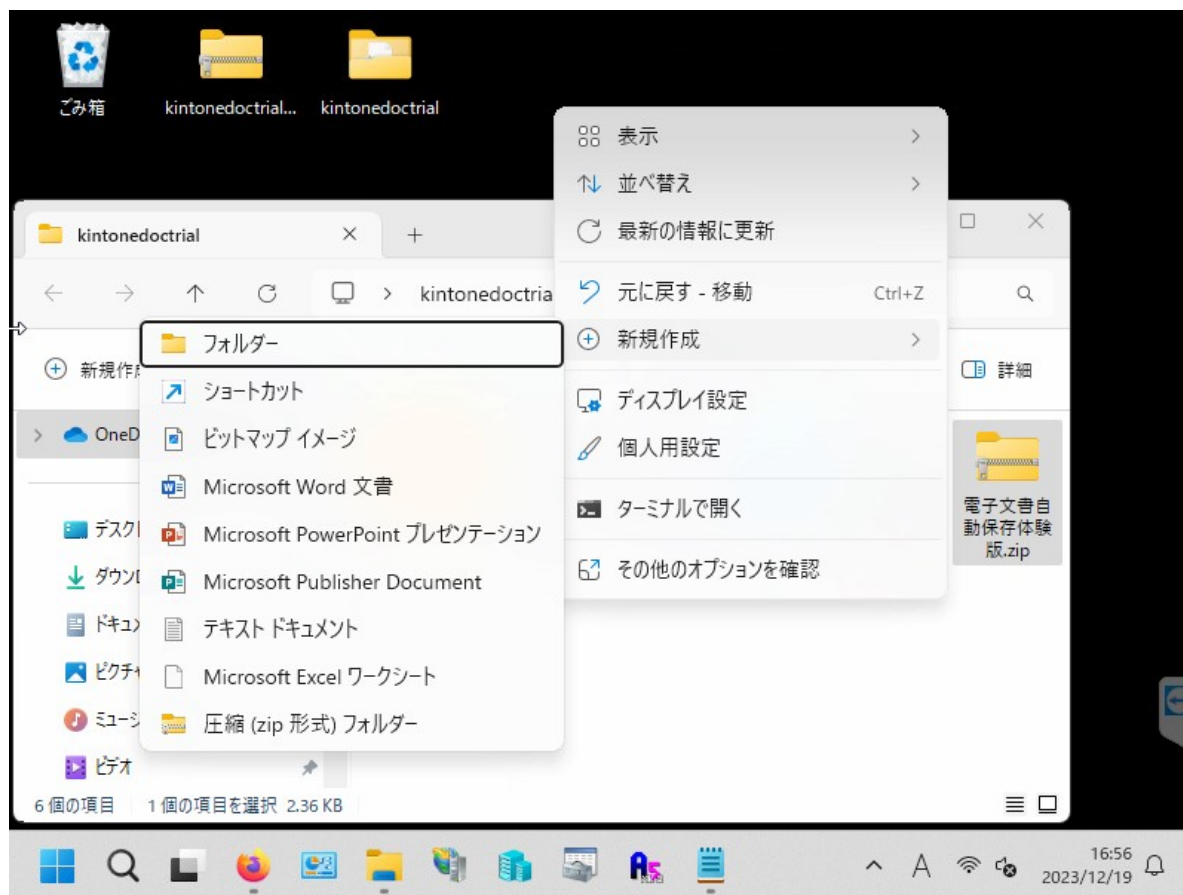 ごみ箱
kintonedoctrial...
kintonedoctrial
表示
並べ替え
最新の情報に更新
元に戻す - 移動 Ctrl+Z
新規作成
ディスプレイ設定
個人用設定
ターミナルで開く
その他のオプションを確認
kintonedoctrial
kintonedoctria
新規作
詳細
フォルダー
ショートカット
ビットマップ イメージ
Microsoft Word 文書
Microsoft PowerPoint プレゼンテーション
Microsoft Publisher Document
テキスト ドキュメント
Microsoft Excel ワークシート
圧縮 (zip 形式) フォルダー
OneD
デスク
ダウン
ドキュ
ピクチ
ミュージ
ビデオ
電子文書自
動保存体験
版.zip
6 個の項目
1 個の項目を選択 2.36 KB
A
16:56
2023/12/19